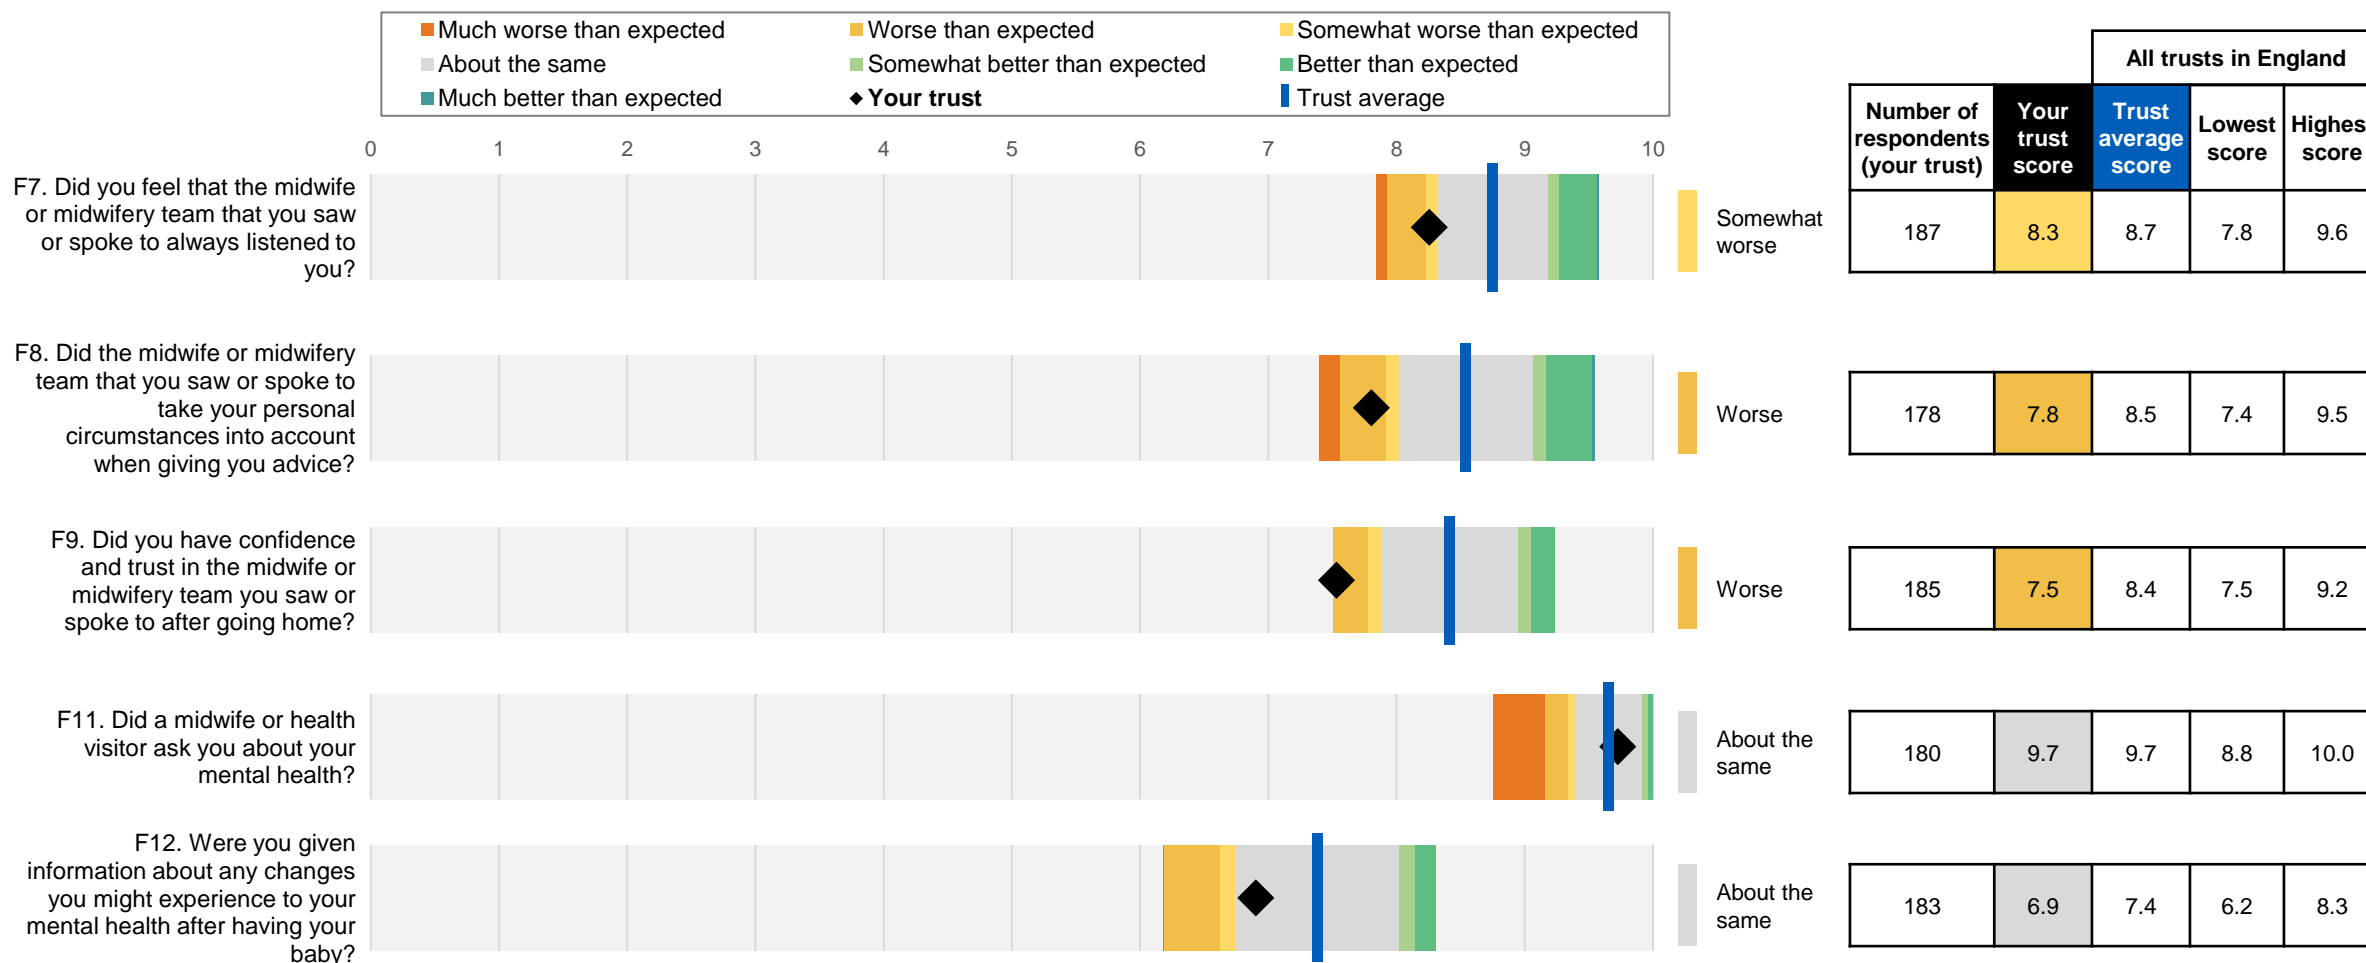 Much worse than expected
Worse than expected
Somewhat worse than expected
About the same
Somewhat better than expected
Better than expected
Much better than expected
Your trust
Trust average
All trusts in England
Number of
respondents
(your trust)
Your
trust
score
Trust
average
score
Lowest
score
Highes
score
0 1 2 3 4 5 6 7 8 9 10
F7. Did you feel that the midwife
or midwifery team that you saw
or spoke to always listened to
you?
Somewhat
worse
187 8.3 8.7 7.8 9.6
F8. Did the midwife or midwifery
team that you saw or spoke to
take your personal
circumstances into account
when giving you advice?
Worse
178 7.8 8.5 7.4 9.5
F9. Did you have confidence
and trust in the midwife or
midwifery team you saw or
spoke to after going home?
Worse
185 7.5 8.4 7.5 9.2
F11. Did a midwife or health
visitor ask you about your
mental health?
About the
same
180 9.7 9.7 8.8 10.0
F12. Were you given
information about any changes
you might experience to your
mental health after having your
baby?
About the
same
183 6.9 7.4 6.2 8.3